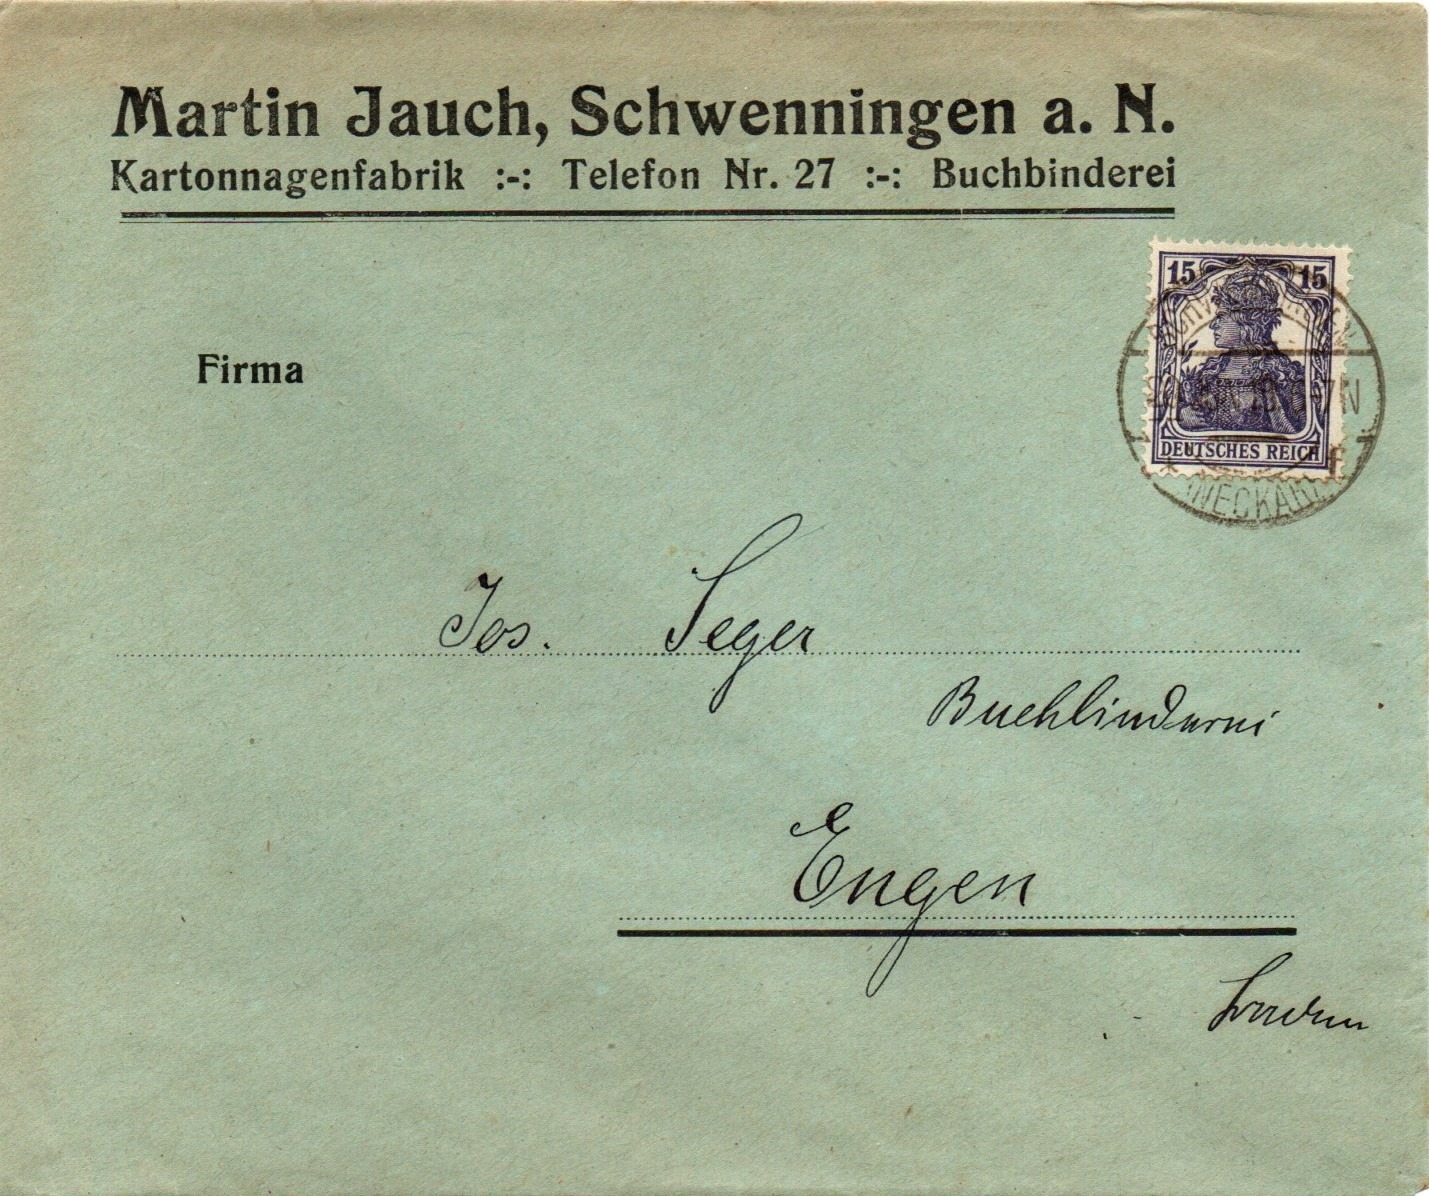 Martin Jauch, Schwenningen a. N.
Kartonnagenfabrik :-: Telefon Nr. 27 :-: Buchbinderei
15 15
DEUTSCHES REICH
Firma
Jos. Seger
Buchbinderei
Engen
Baden